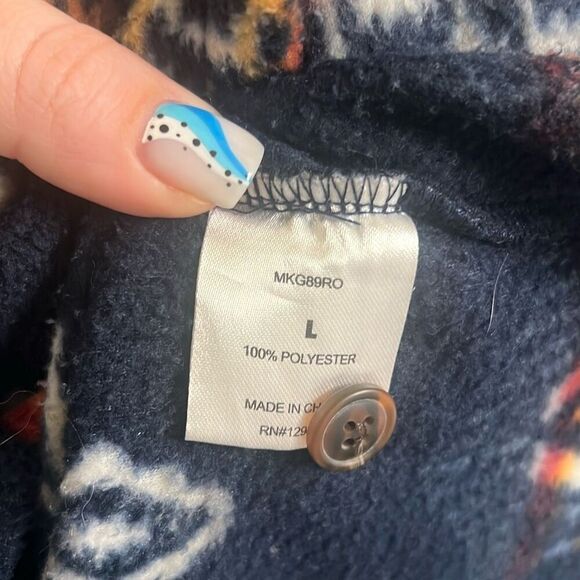 MKG89RO
L
100% POLYESTER
MADE IN CH
RN#129